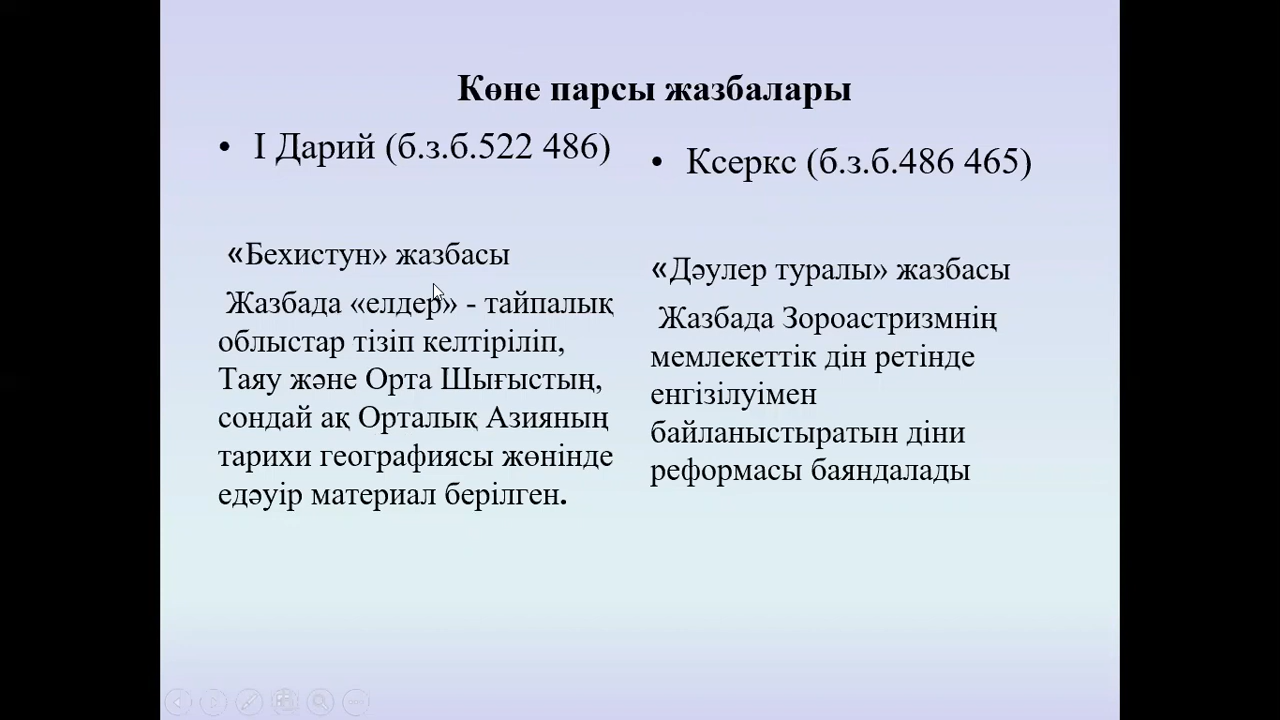 Көне парсы жазбалары
• I Дарий (б.з.б.522 486)
«Бехистун» жазбасы
Жазбада «елдер» - тайпалық
облыстар тізіп келтіріліп,
Таяу және Орта Шығыстың,
сондай ақ Орталық Азияның
тарихи географиясы жөнінде
едәуір материал берілген.
• Ксеркс (б.з.б.486 465)
«Дәулер туралы» жазбасы
Жазбада Зороастризмнің
мемлекеттік дін ретінде
енгізілуімен
байланыстыратын діни
реформасы баяндалады